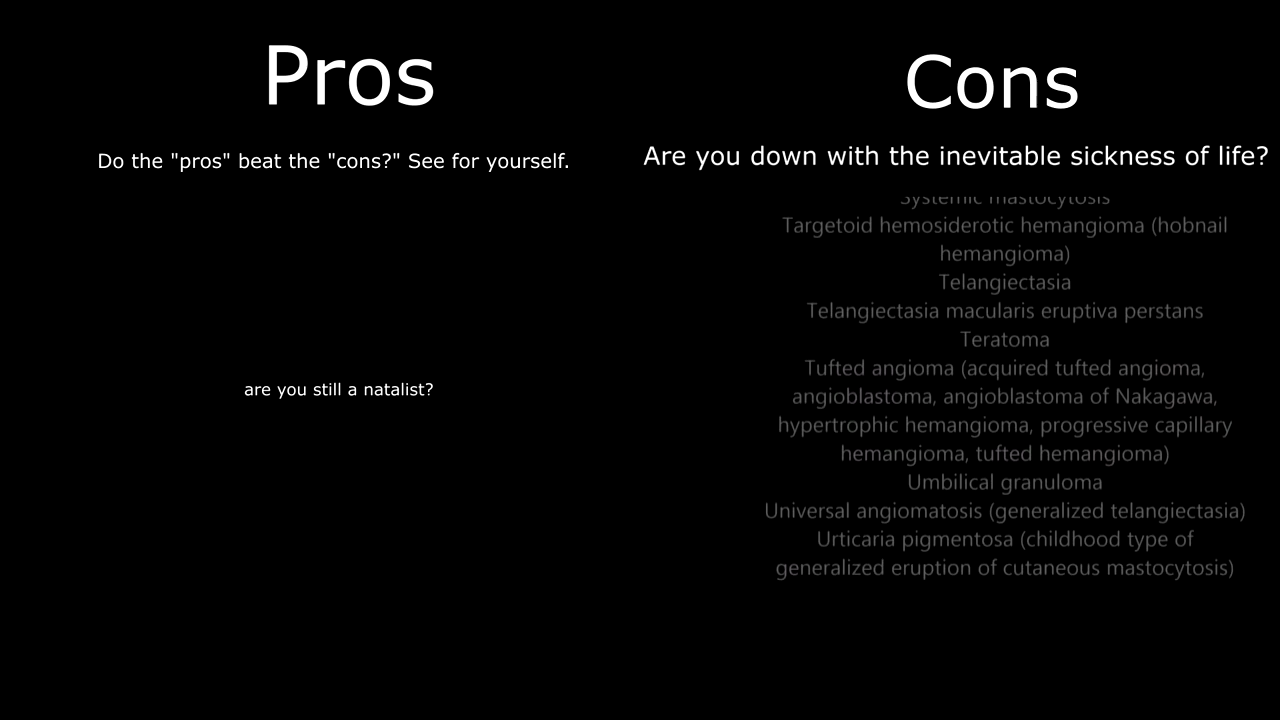 Pros
Do the "pros" beat the "cons?" See for yourself.
are you still a natalist?
Cons
Are you down with the inevitable sickness of life?
Systemic mastocytosis
Targetoid hemosiderotic hemangioma (hobnail
hemangioma)
Telangiectasia
Telangiectasia macularis eruptiva perstans
Teratoma
Tufted angioma (acquired tufted angioma,
angioblastoma, angioblastoma of Nakagawa,
hypertrophic hemangioma, progressive capillary
hemangioma, tufted hemangioma)
Umbilical granuloma
Universal angiomatosis (generalized telangiectasia)
Urticaria pigmentosa (childhood type of
generalized eruption of cutaneous mastocytosis)